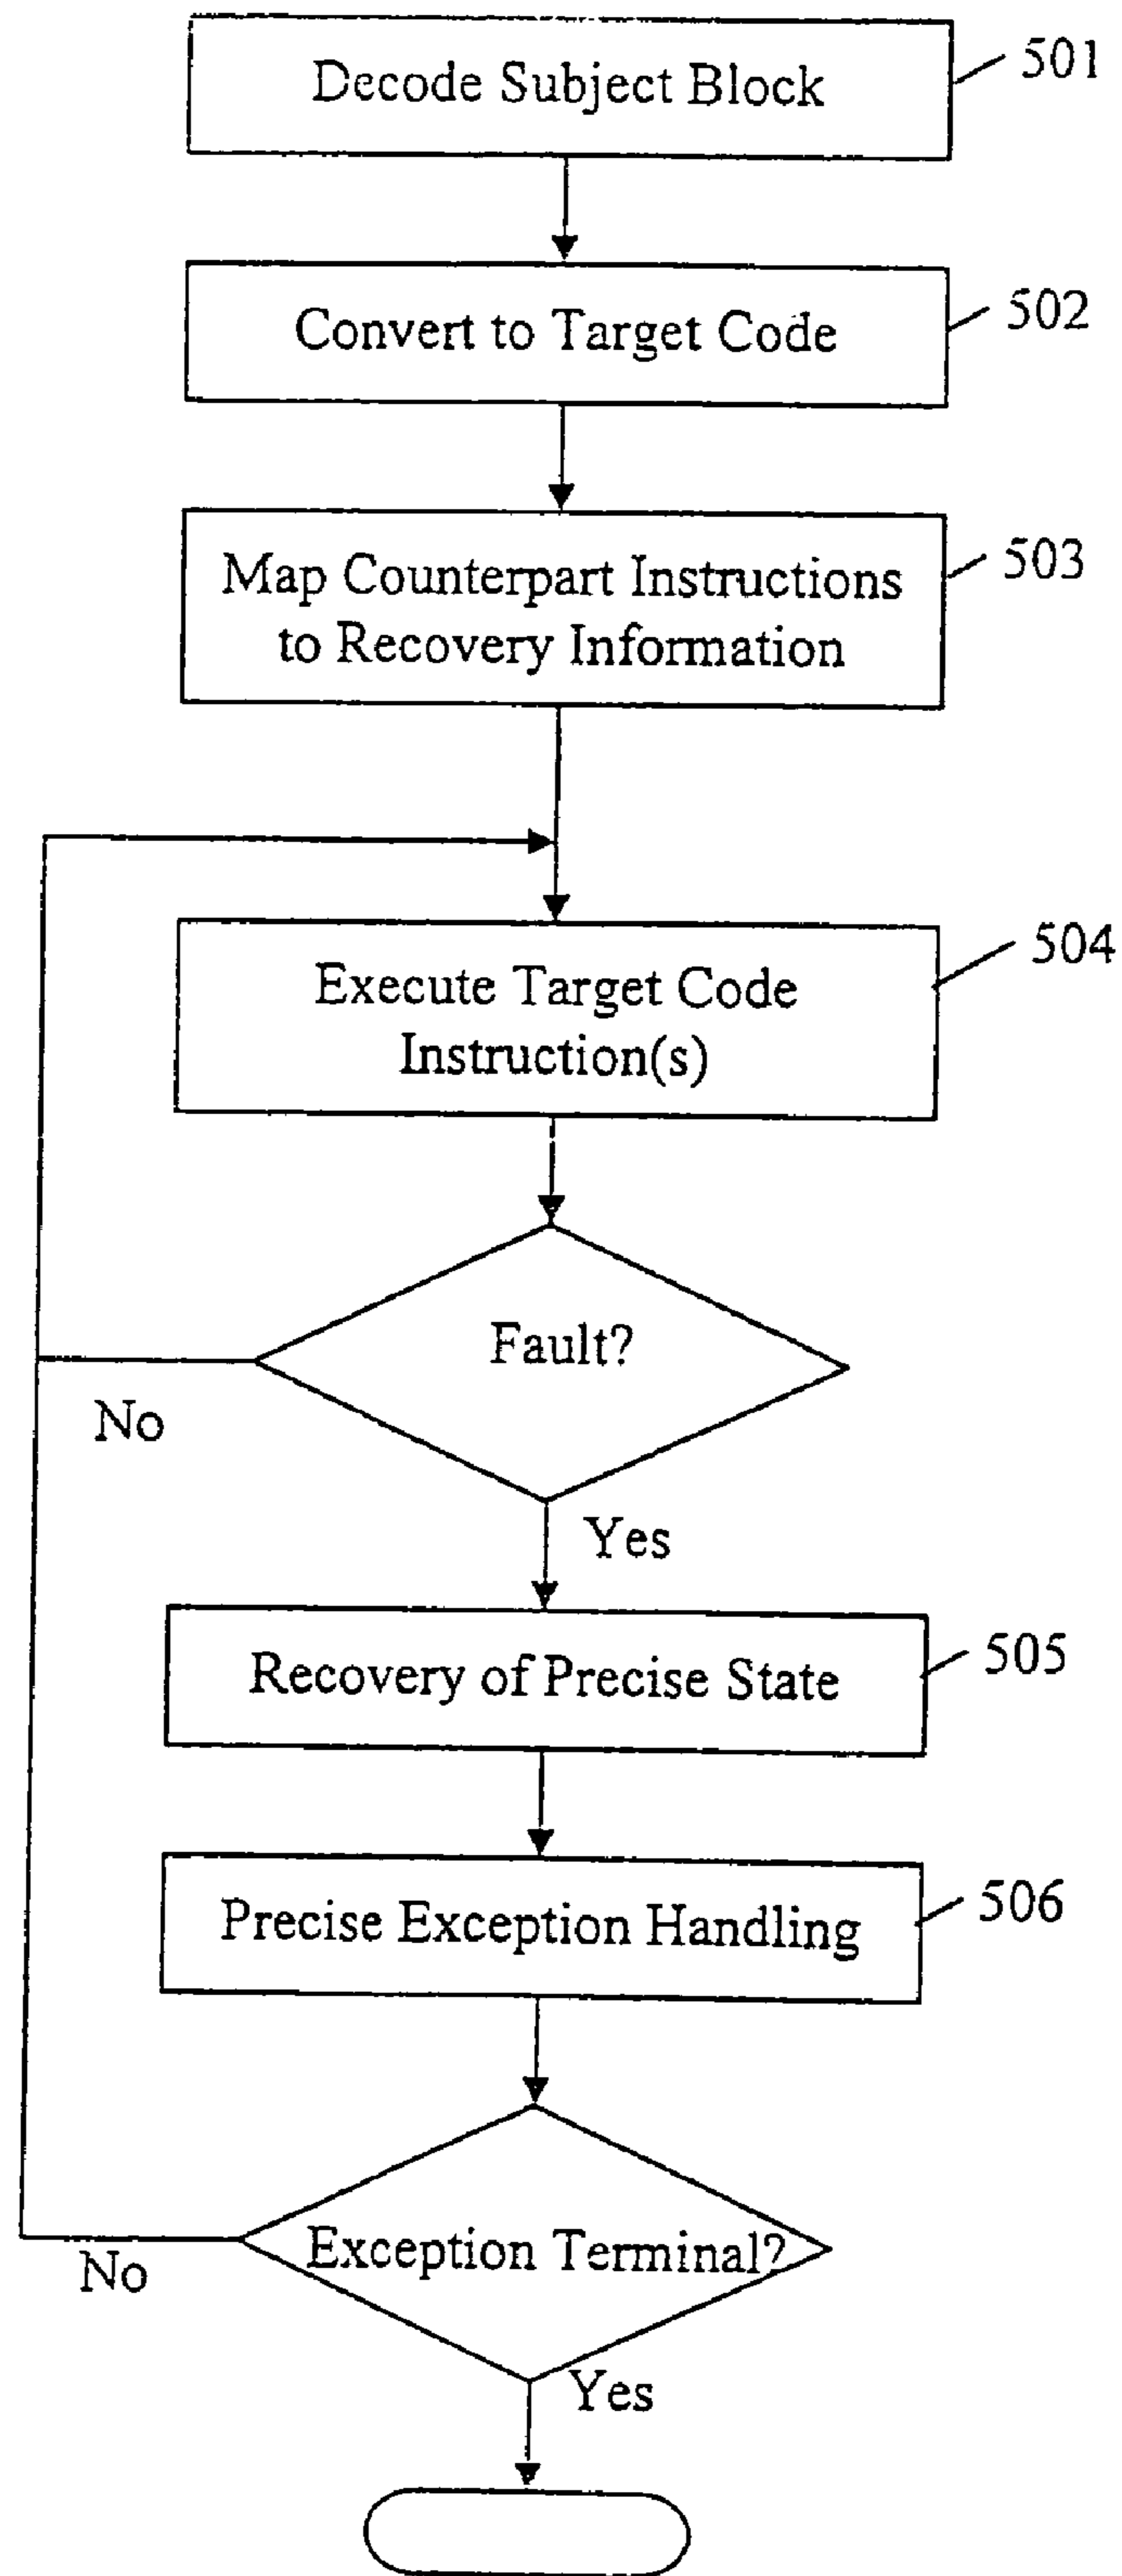 Decode Subject Block
501
Convert to Target Code
502
Map Counterpart Instructions
to Recovery Information
503
Execute Target Code
Instruction(s)
504
Fault?
No
Yes
Recovery of Precise State
505
Precise Exception Handling
506
Exception Terminal?
No
Yes